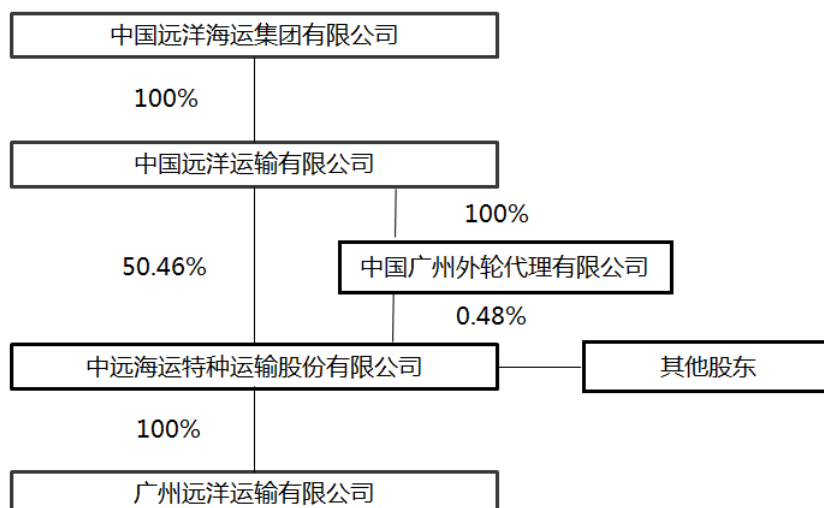 中国远洋海运集团有限公司
100%
中国远洋运输有限公司
100%
50.46%
中国广州外轮代理有限公司
0.48%
中远海运特种运输股份有限公司
其他股东
100%
广州远洋运输有限公司